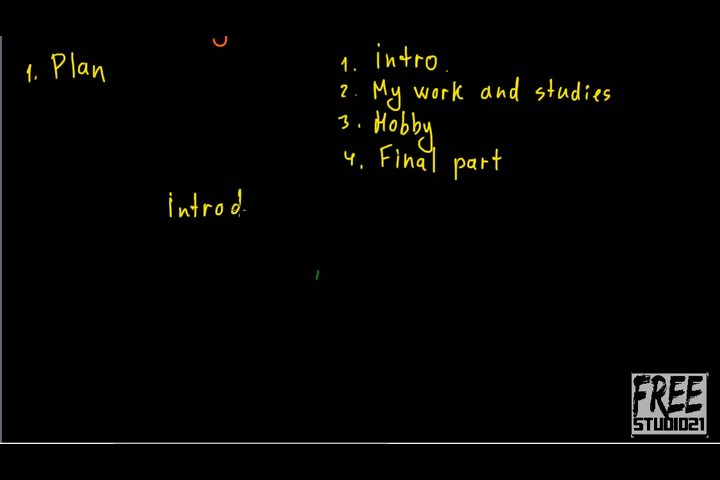 1. Plan
1. intro.
2. My work and studies
3. Hobby
4. Final part
introd
FREE
STUDIO21